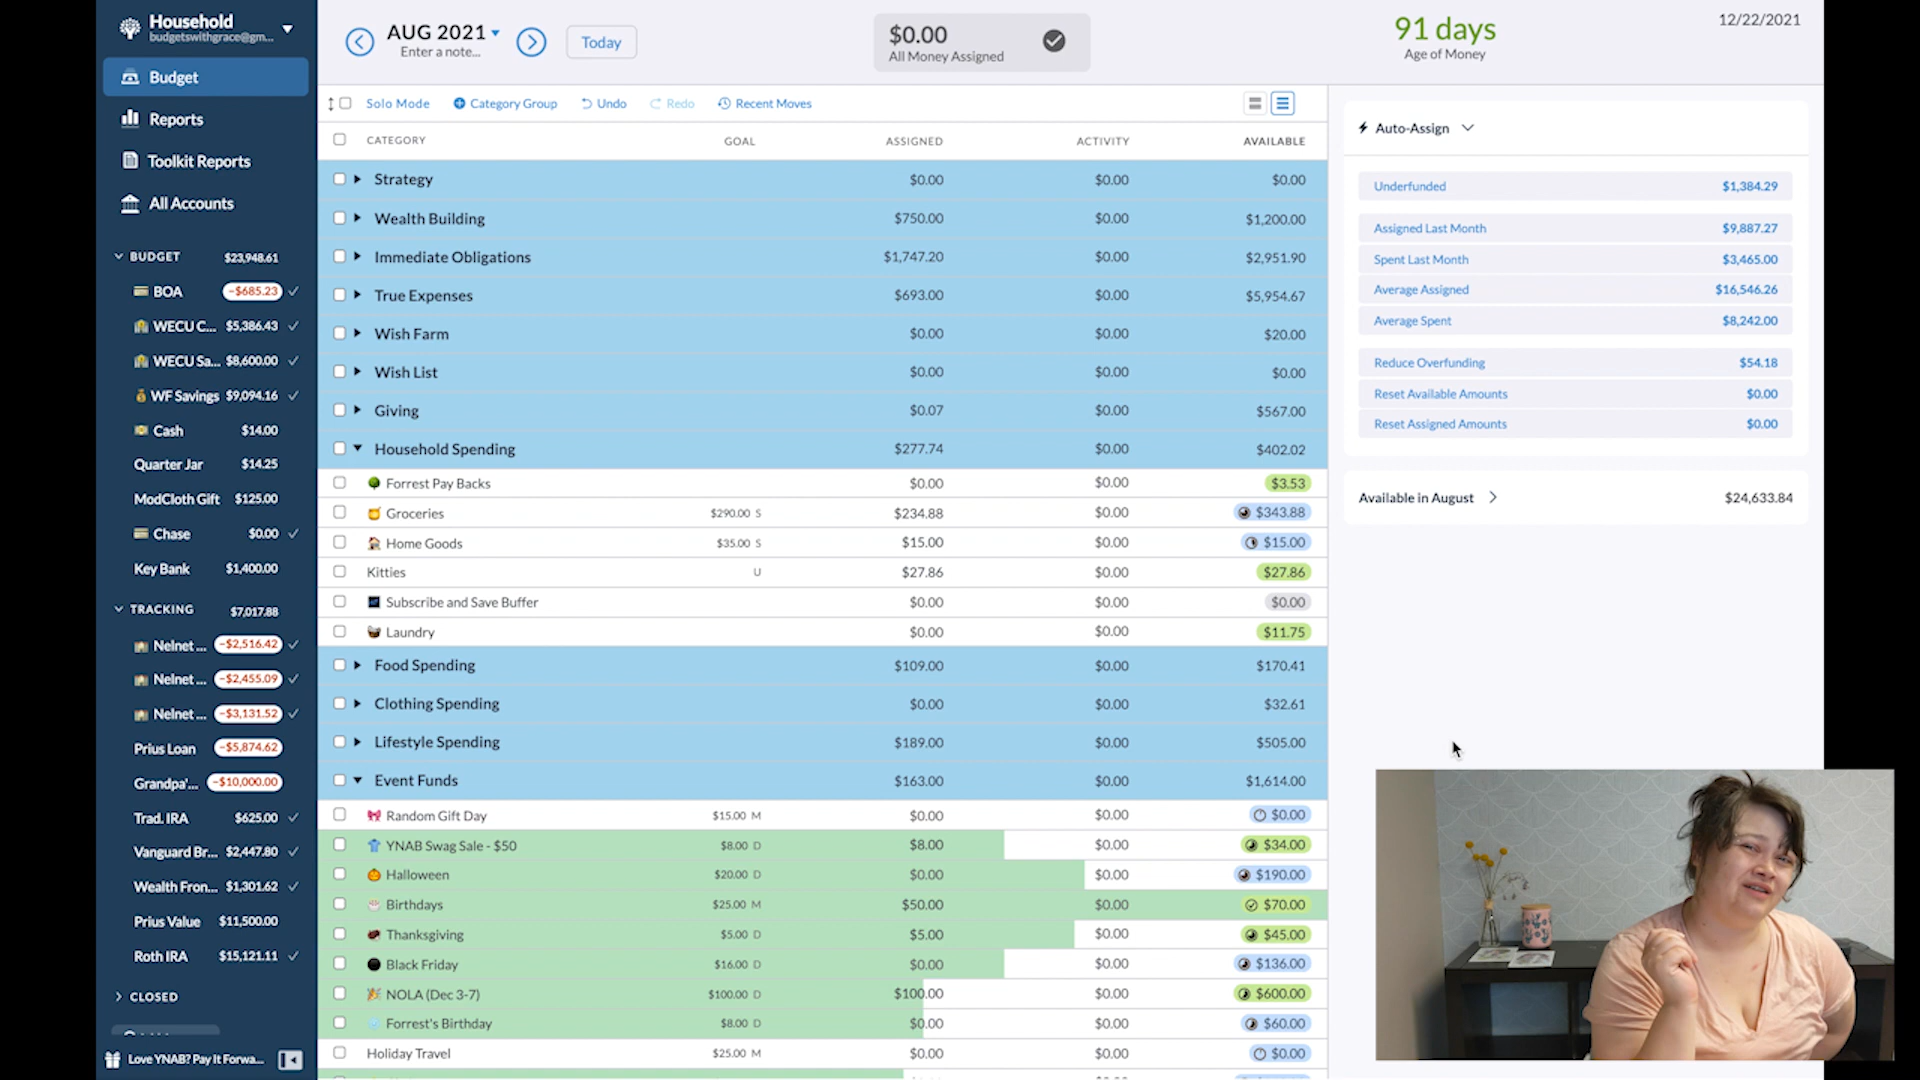 Household
budgetswithgrace@gm...
Budget
Reports
Toolkit Reports
All Accounts
BUDGET $23,948.61
BOA -$685.23
WECU C... $5,386.43
WECU Sa... $8,600.00
WF Savings $9,094.16
Cash $14.00
Quarter Jar $14.25
ModCloth Gift $125.00
Chase $0.00
Key Bank $1,400.00
TRACKING $7,017.88
Nelnet ... -$2,516.42
Nelnet ... -$2,455.09
Nelnet ... -$3,131.52
Prius Loan -$5,874.62
Grandpa'... -$10,000.00
Trad. IRA $625.00
Vanguard Br... $2,447.80
Wealth Fron... $1,301.62
Prius Value $11,500.00
Roth IRA $15,121.11
CLOSED
Love YNAB? Pay It Forwa...
AUG 2021
Enter a note...
Today
$0.00
All Money Assigned
91 days
Age of Money
12/22/2021
Solo Mode Category Group Undo Redo Recent Moves
CATEGORY GOAL ASSIGNED ACTIVITY AVAILABLE
Strategy $0.00 $0.00 $0.00
Wealth Building $750.00 $0.00 $1,200.00
Immediate Obligations $1,747.20 $0.00 $2,951.90
True Expenses $693.00 $0.00 $5,954.67
Wish Farm $0.00 $0.00 $20.00
Wish List $0.00 $0.00 $0.00
Giving $0.07 $0.00 $567.00
Household Spending $277.74 $0.00 $402.02
Forrest Pay Backs $0.00 $0.00 $3.53
Groceries $290.00 S $234.88 $0.00 $343.88
Home Goods $35.00 S $15.00 $0.00 $15.00
Kitties U $27.86 $0.00 $27.86
Subscribe and Save Buffer $0.00 $0.00 $0.00
Laundry $0.00 $0.00 $11.75
Food Spending $109.00 $0.00 $170.41
Clothing Spending $0.00 $0.00 $32.61
Lifestyle Spending $189.00 $0.00 $505.00
Event Funds $163.00 $0.00 $1,614.00
Random Gift Day $15.00 M $0.00 $0.00 $0.00
YNAB Swag Sale - $50 $8.00 D $8.00 $0.00 $34.00
Halloween $20.00 D $0.00 $0.00 $190.00
Birthdays $25.00 M $50.00 $0.00 $70.00
Thanksgiving $5.00 D $5.00 $0.00 $45.00
Black Friday $16.00 D $0.00 $0.00 $136.00
NOLA (Dec 3-7) $100.00 D $100.00 $0.00 $600.00
Forrest's Birthday $8.00 D $0.00 $0.00 $60.00
Holiday Travel $25.00 M $0.00 $0.00 $0.00
Auto-Assign
Underfunded $1,384.29
Assigned Last Month $9,887.27
Spent Last Month $3,465.00
Average Assigned $16,546.26
Average Spent $8,242.00
Reduce Overfunding $54.18
Reset Available Amounts $0.00
Reset Assigned Amounts $0.00
Available in August $24,633.84